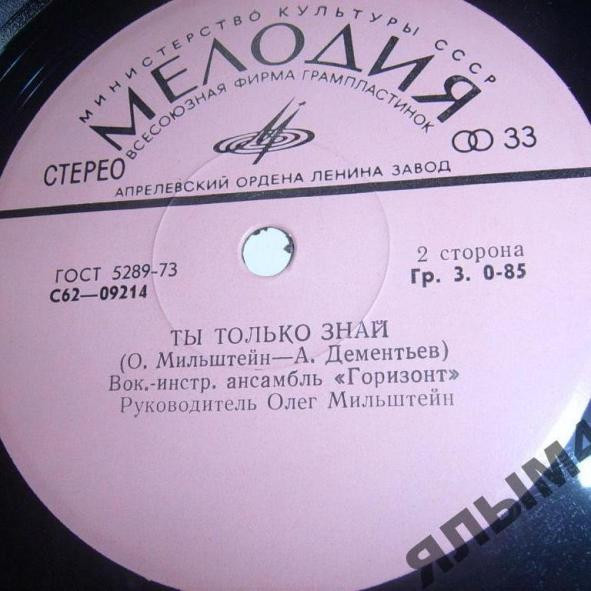 МИНИСТЕРСТВО КУЛЬТУРЫ СССР
МЕЛОДИЯ
ВСЕСОЮЗНАЯ ФИРМА ГРАМПЛАСТИНОК
СТЕРЕО
33
АПРЕЛЕВСКИЙ ОРДЕНА ЛЕНИНА ЗАВОД
ГОСТ 5289-73
2 сторона
С62—09214
Гр. 3. 0-85
ТЫ ТОЛЬКО ЗНАЙ
(О. Мильштейн—А. Дементьев)
Вок.-инстр. ансамбль «Горизонт»
Руководитель Олег Мильштейн
ЯЛЫМ4